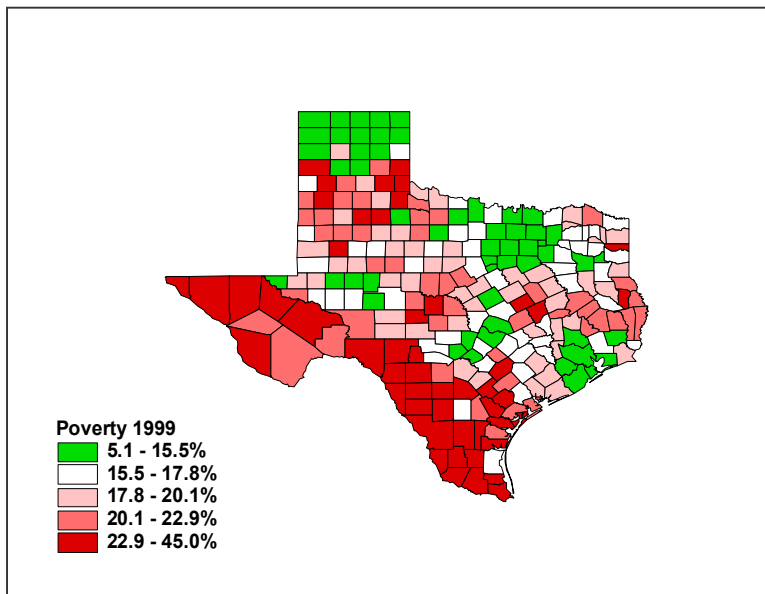 Poverty 1999
5.1 - 15.5%
15.5 - 17.8%
17.8 - 20.1%
20.1 - 22.9%
22.9 - 45.0%